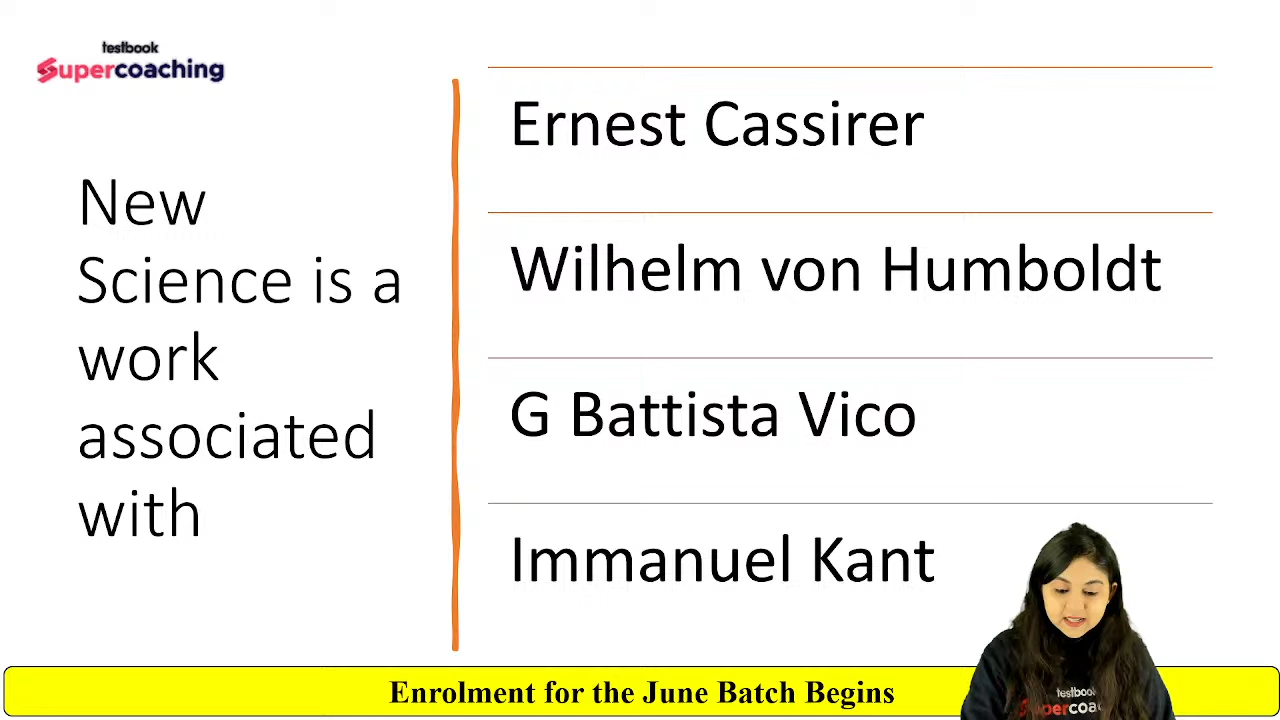 testbook
Supercoaching
New
Science is a
work
associated
with
Ernest Cassirer
Wilhelm von Humboldt
G Battista Vico
Immanuel Kant
testbook
Enrolment for the June Batch Begins